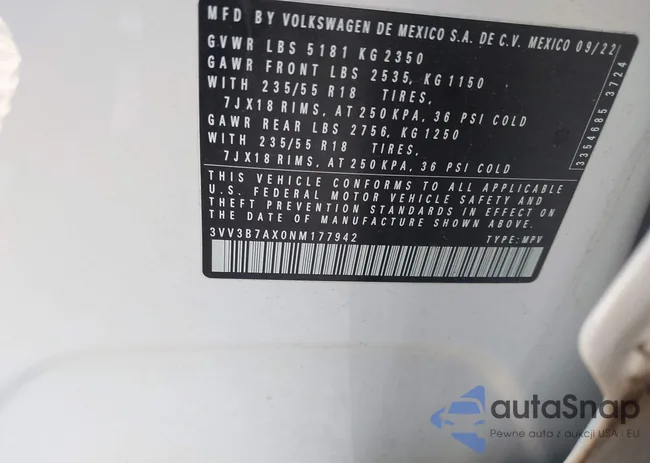 MFD BY VOLKSWAGEN DE MEXICO S.A. DE C.V. MEXICO 09/22
GVWR LBS 5181 KG 2350
GAWR FRONT LBS 2535, KG 1150
WITH 235/55 R18 TIRES,
7JX18 RIMS, AT 250 KPA, 36 PSI COLD
GAWR REAR LBS 2756, KG 1250
WITH 235/55 R18 TIRES,
7JX18 RIMS, AT 250 KPA, 36 PSI COLD
THIS VEHICLE CONFORMS TO ALL APPLICABLE
U.S. FEDERAL MOTOR VEHICLE SAFETY AND
THEFT PREVENTION STANDARDS IN EFFECT ON
THE DATE OF MANUFACTURE SHOWN ABOVE.
3VV3B7AX0NM177942 TYPE: MPV
3354685 3724
autaSnap
Pewne auta z aukcji USA - EU